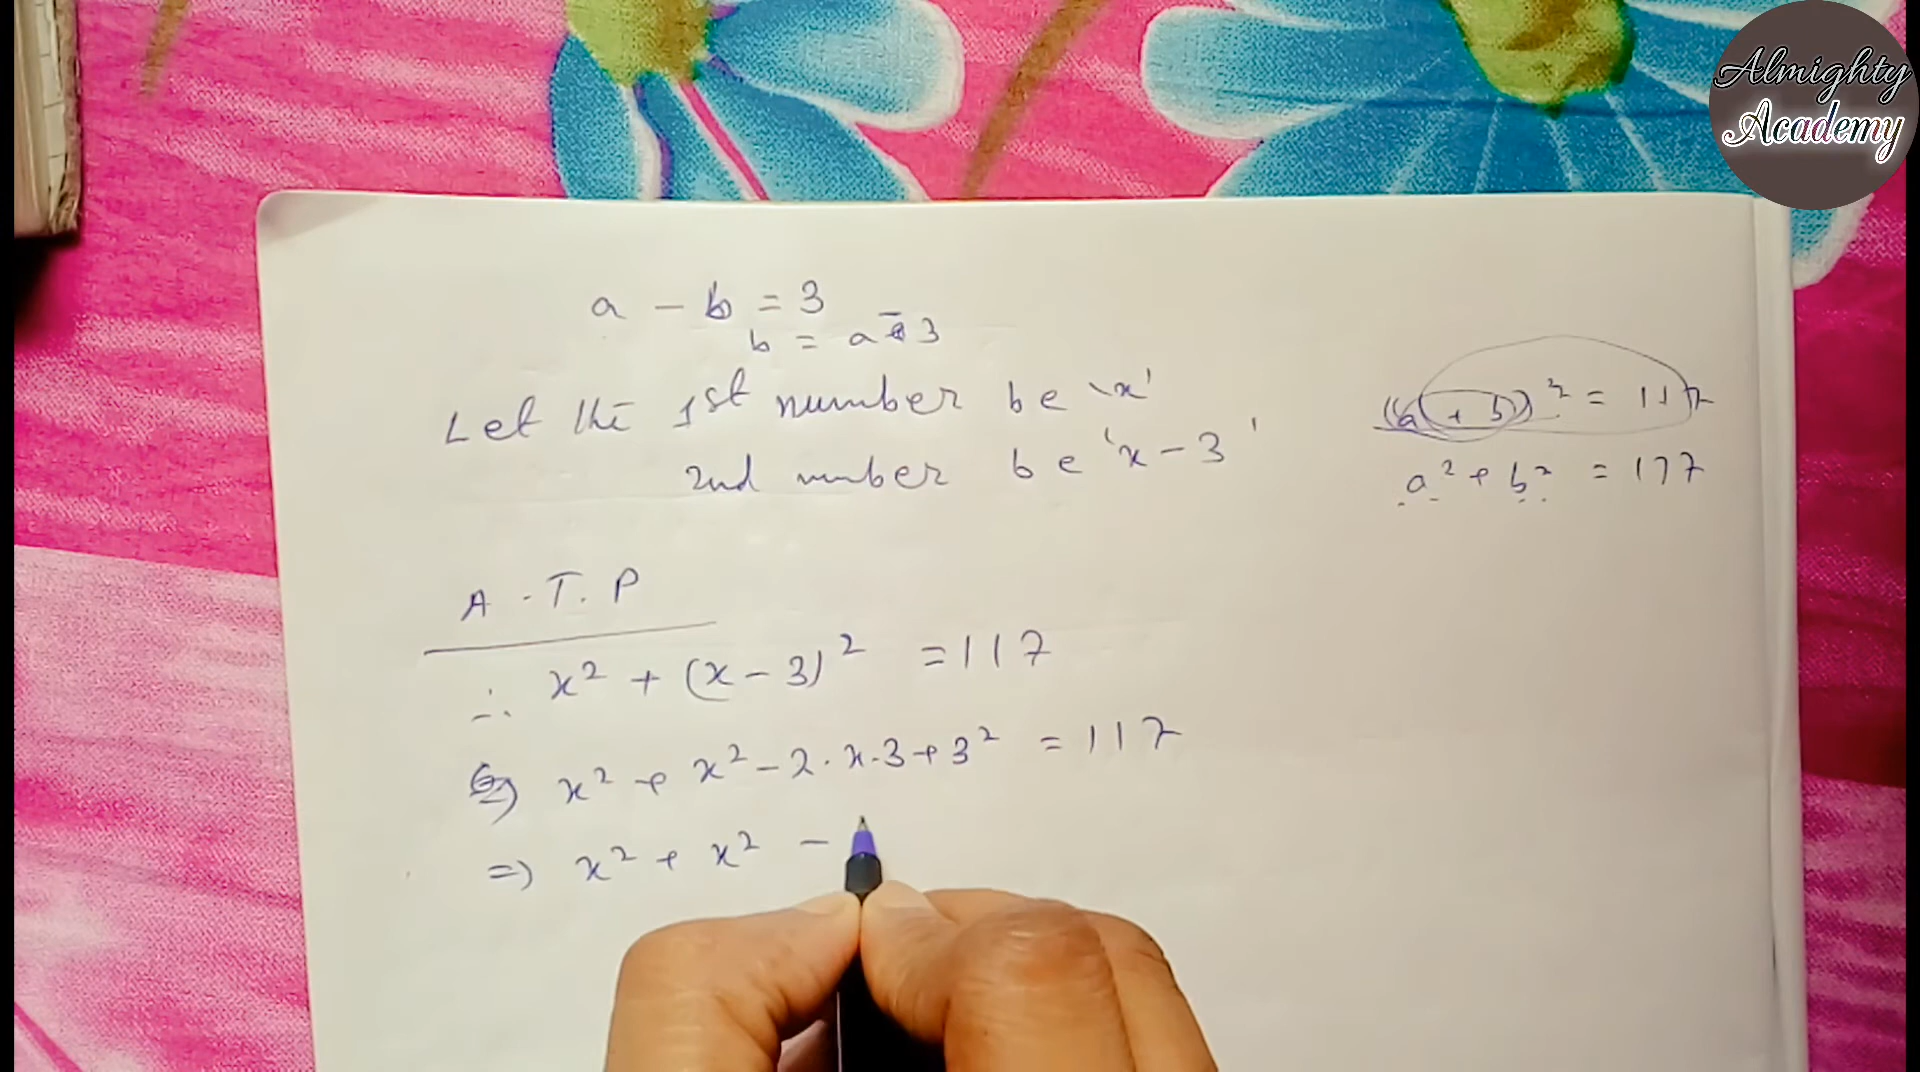 Almighty
Academy
a - b = 3
b = a - 3
Let the 1st number be 'x'
2nd number be 'x - 3'
(a + b)² = 117
a² + b² = 177
A.T.P
∴ x² + (x - 3)² = 117
⇒ x² + x² - 2·x·3 + 3² = 117
⇒ x² + x² -